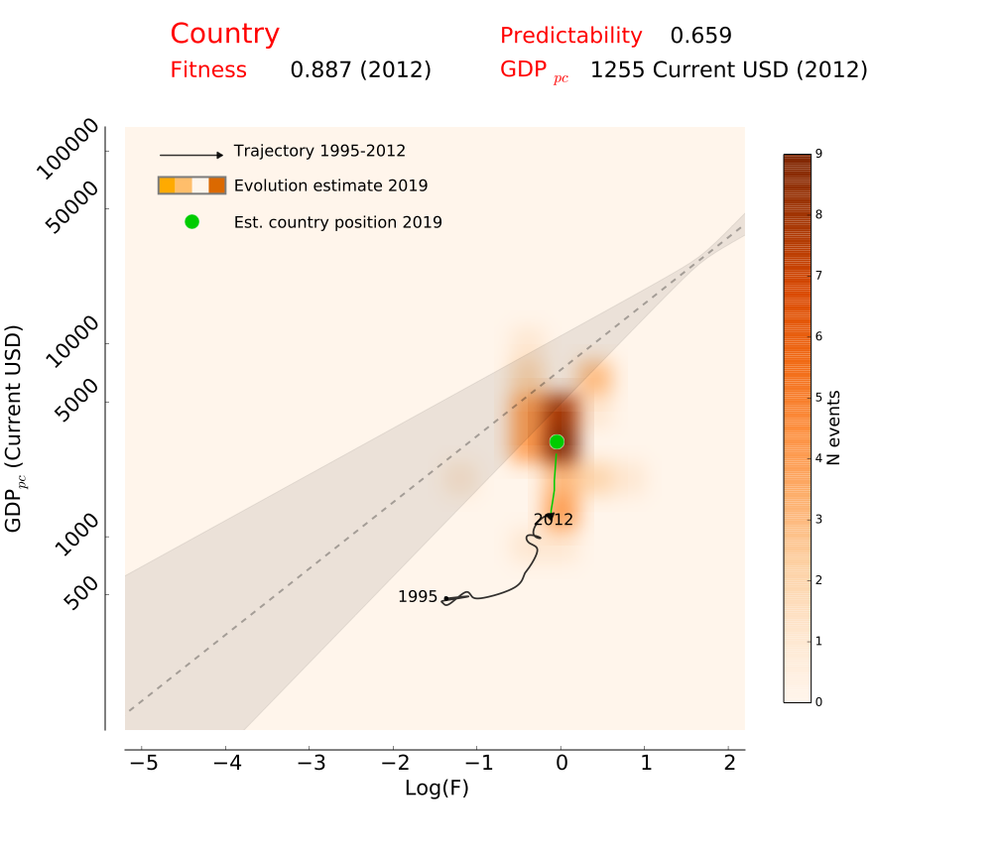 Country
Predictability 0.659
Fitness 0.887 (2012)
GDP pc 1255 Current USD (2012)
Trajectory 1995-2012
Evolution estimate 2019
Est. country position 2019
100000
50000
10000
5000
1000
500
GDPpc (Current USD)
2012
1995
−5 −4 −3 −2 −1 0 1 2
Log(F)
9
8
7
6
5
4
3
2
1
0
N events